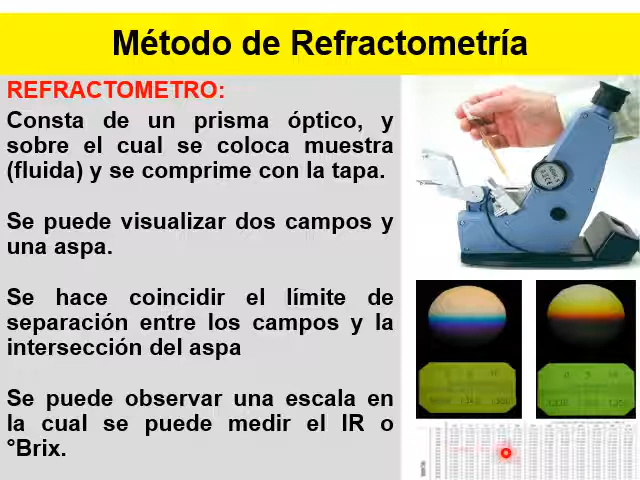 Método de Refractometría
REFRACTOMETRO:
Consta de un prisma óptico, y
sobre el cual se coloca muestra
(fluida) y se comprime con la tapa.
Se puede visualizar dos campos y
una aspa.
Se hace coincidir el límite de
separación entre los campos y la
intersección del aspa
Se puede observar una escala en
la cual se puede medir el IR o
°Brix.